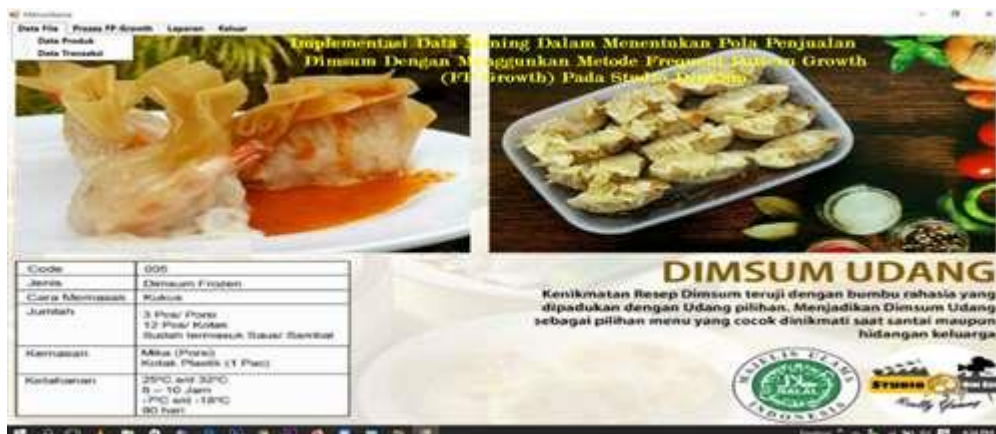 Data File Proses FP-Growth Laporan Keluar
Data Produk
Data Transaksi
Implementasi Data Mining Dalam Menentukan Pola Penjualan
Dimsum Dengan Menggunkan Metode Frequent Pattern Growth
(FP-Growth) Pada Studio Dimsum
Code 005
Jenis Dimsum Frozen
Cara Memasak Kukus
Jumlah 3 Pcs/ Porsi
12 Pcs/ Kotak
Sudah termasuk Saus/ Sambal
Kemasan Mika (Porsi)
Kotak Plastik (1 Pac)
Ketahanan 25°C s/d 32°C
8 – 10 Jam
-7°C s/d -18°C
90 hari
DIMSUM UDANG
Kenikmatan Resep Dimsum teruji dengan bumbu rahasia yang
dipadukan dengan Udang pilihan. Menjadikan Dimsum Udang
sebagai pilihan menu yang cocok dinikmati saat santai maupun
hidangan keluarga
MAJELIS ULAMA
HALAL
INDONESIA
STUDIO
Really Yummy